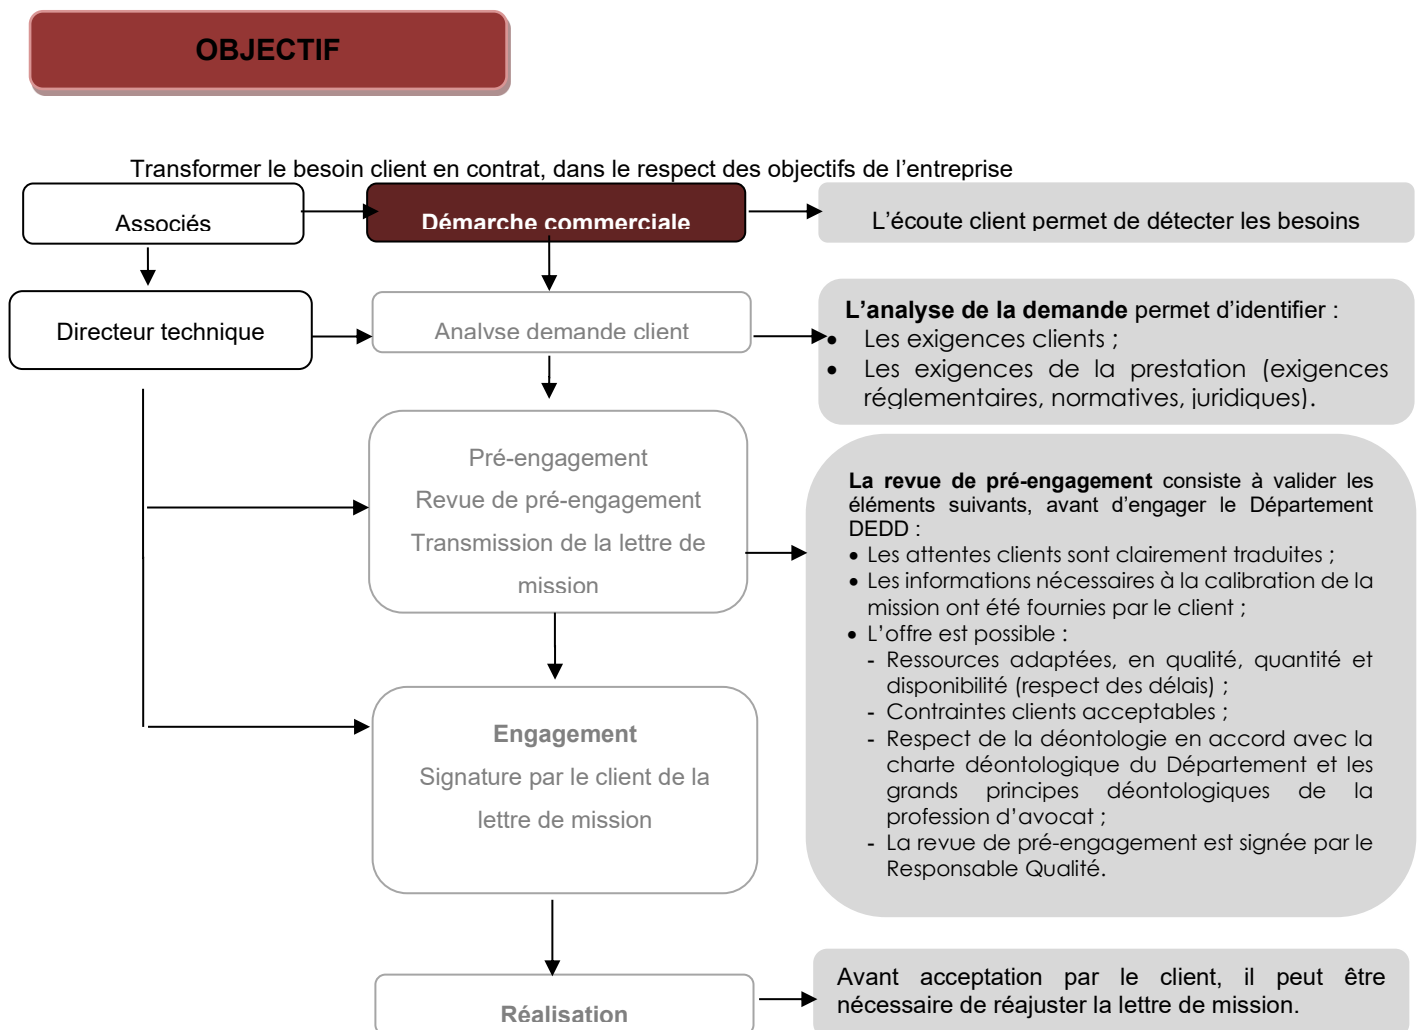 OBJECTIF
Transformer le besoin client en contrat, dans le respect des objectifs de l’entreprise
Associés
Démarche commerciale
L’écoute client permet de détecter les besoins
Directeur technique
Analyse demande client
L’analyse de la demande permet d’identifier :
• Les exigences clients ;
• Les exigences de la prestation (exigences
réglementaires, normatives, juridiques).
Pré-engagement
Revue de pré-engagement
Transmission de la lettre de
mission
La revue de pré-engagement consiste à valider les
éléments suivants, avant d’engager le Département
DEDD :
• Les attentes clients sont clairement traduites ;
• Les informations nécessaires à la calibration de la
mission ont été fournies par le client ;
• L’offre est possible :
- Ressources adaptées, en qualité, quantité et
disponibilité (respect des délais) ;
- Contraintes clients acceptables ;
- Respect de la déontologie en accord avec la
charte déontologique du Département et les
grands principes déontologiques de la
profession d’avocat ;
- La revue de pré-engagement est signée par le
Responsable Qualité.
Engagement
Signature par le client de la
lettre de mission
Réalisation
Avant acceptation par le client, il peut être
nécessaire de réajuster la lettre de mission.